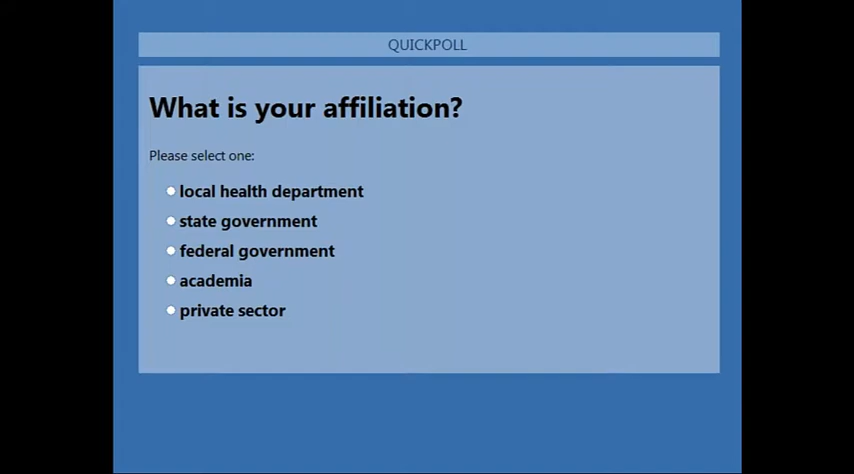 QUICKPOLL
What is your affiliation?
Please select one:
local health department
state government
federal government
academia
private sector